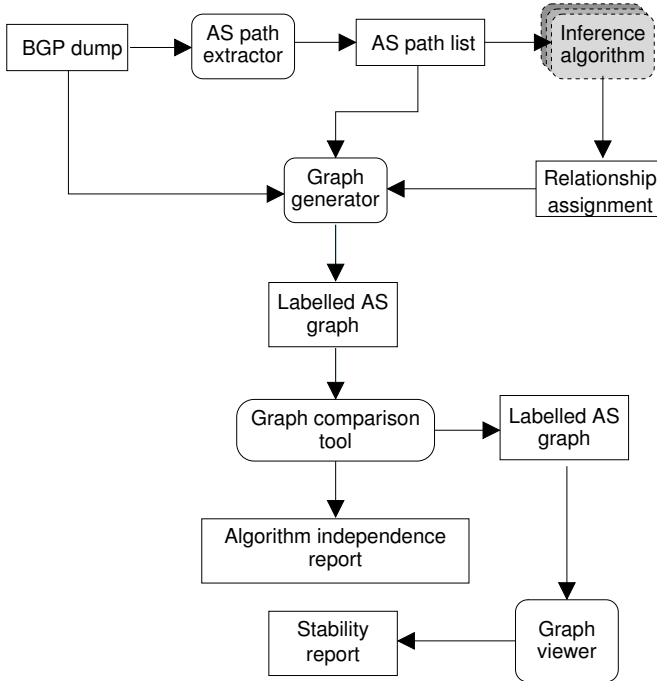 BGP dump
AS path
extractor
AS path list
Inference
algorithm
Graph
generator
Relationship
assignment
Labelled AS
graph
Graph comparison
tool
Labelled AS
graph
Algorithm independence
report
Stability
report
Graph
viewer